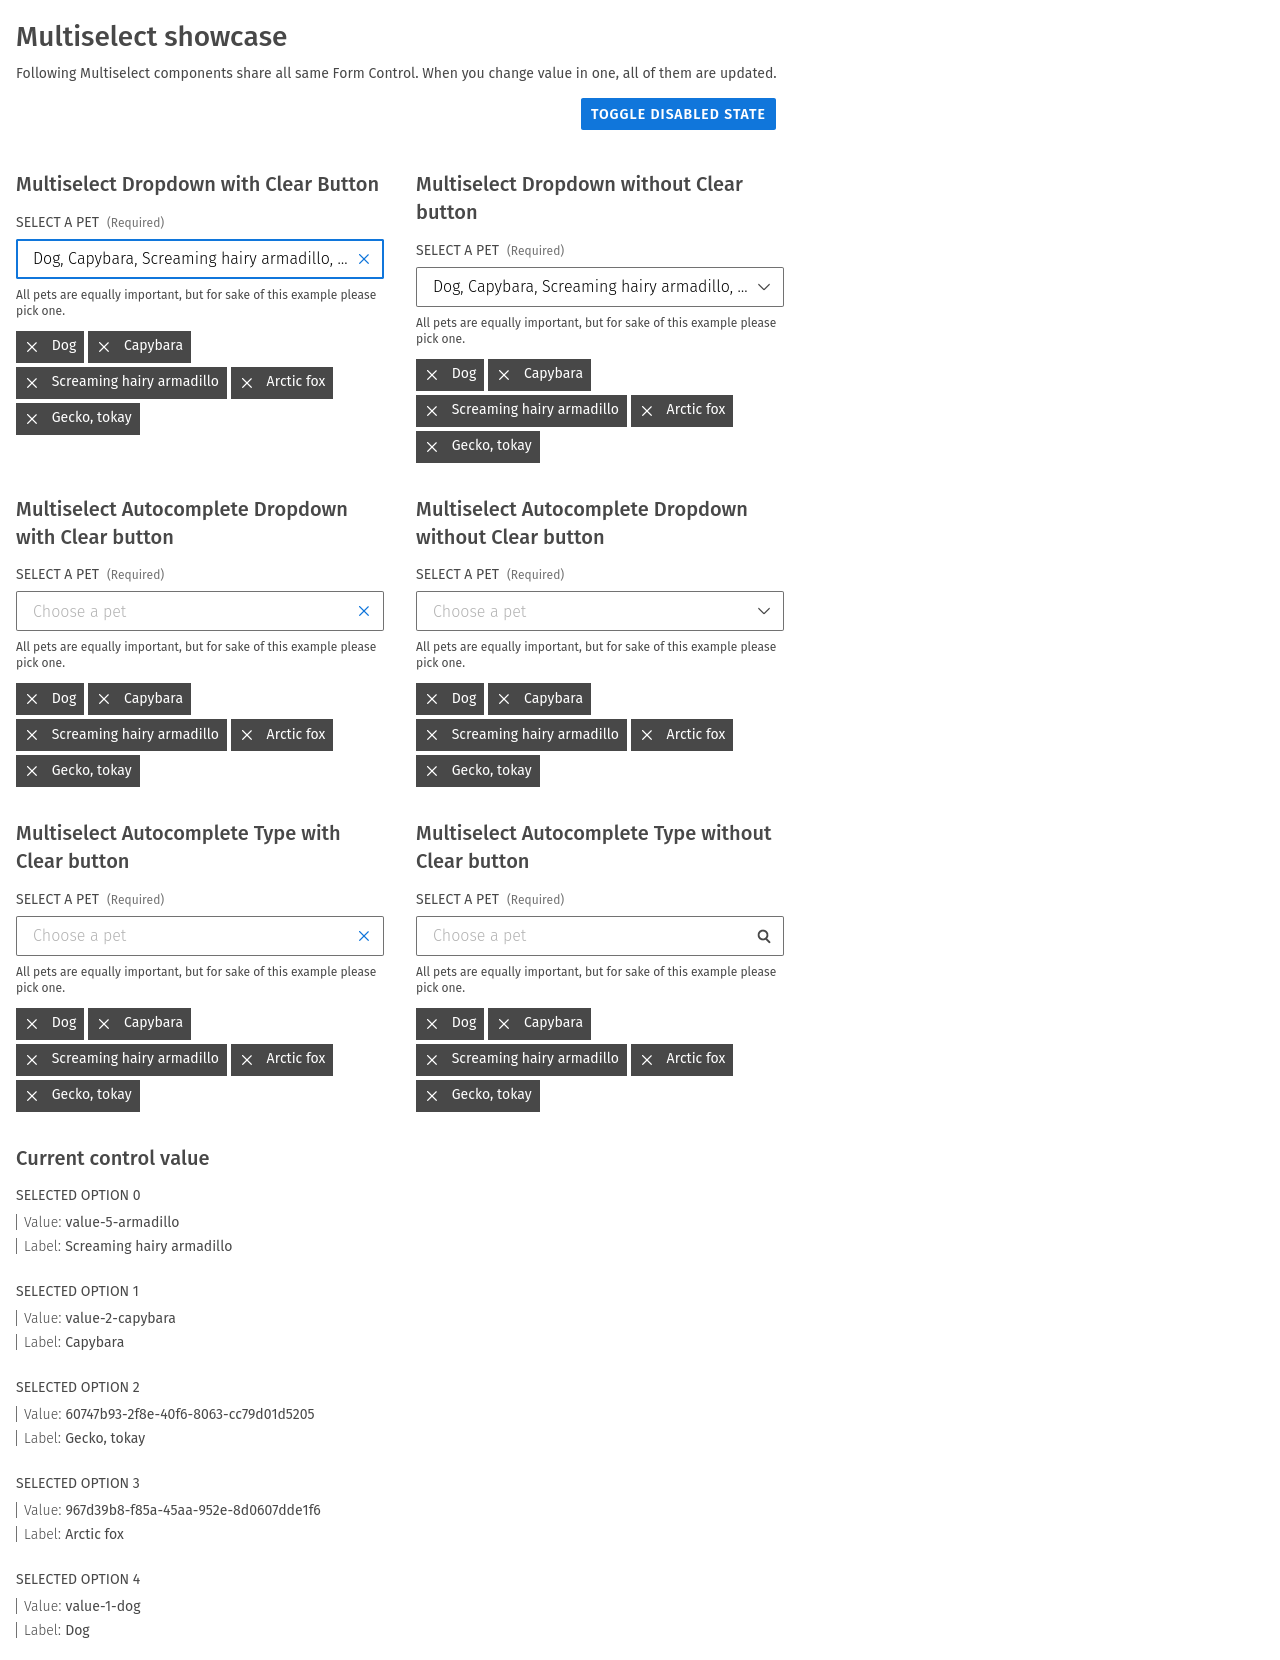 Multiselect showcase
Following Multiselect components share all same Form Control. When you change value in one, all of them are updated.
TOGGLE DISABLED STATE
Multiselect Dropdown with Clear Button
SELECT A PET (Required)
Dog, Capybara, Screaming hairy armadillo, ...
All pets are equally important, but for sake of this example please
pick one.
Dog Capybara
Screaming hairy armadillo Arctic fox
Gecko, tokay
Multiselect Dropdown without Clear
button
SELECT A PET (Required)
Dog, Capybara, Screaming hairy armadillo, ...
All pets are equally important, but for sake of this example please
pick one.
Dog Capybara
Screaming hairy armadillo Arctic fox
Gecko, tokay
Multiselect Autocomplete Dropdown
with Clear button
SELECT A PET (Required)
Choose a pet
All pets are equally important, but for sake of this example please
pick one.
Dog Capybara
Screaming hairy armadillo Arctic fox
Gecko, tokay
Multiselect Autocomplete Dropdown
without Clear button
SELECT A PET (Required)
Choose a pet
All pets are equally important, but for sake of this example please
pick one.
Dog Capybara
Screaming hairy armadillo Arctic fox
Gecko, tokay
Multiselect Autocomplete Type with
Clear button
SELECT A PET (Required)
Choose a pet
All pets are equally important, but for sake of this example please
pick one.
Dog Capybara
Screaming hairy armadillo Arctic fox
Gecko, tokay
Multiselect Autocomplete Type without
Clear button
SELECT A PET (Required)
Choose a pet
All pets are equally important, but for sake of this example please
pick one.
Dog Capybara
Screaming hairy armadillo Arctic fox
Gecko, tokay
Current control value
SELECTED OPTION 0
Value: value-5-armadillo
Label: Screaming hairy armadillo
SELECTED OPTION 1
Value: value-2-capybara
Label: Capybara
SELECTED OPTION 2
Value: 60747b93-2f8e-40f6-8063-cc79d01d5205
Label: Gecko, tokay
SELECTED OPTION 3
Value: 967d39b8-f85a-45aa-952e-8d0607dde1f6
Label: Arctic fox
SELECTED OPTION 4
Value: value-1-dog
Label: Dog